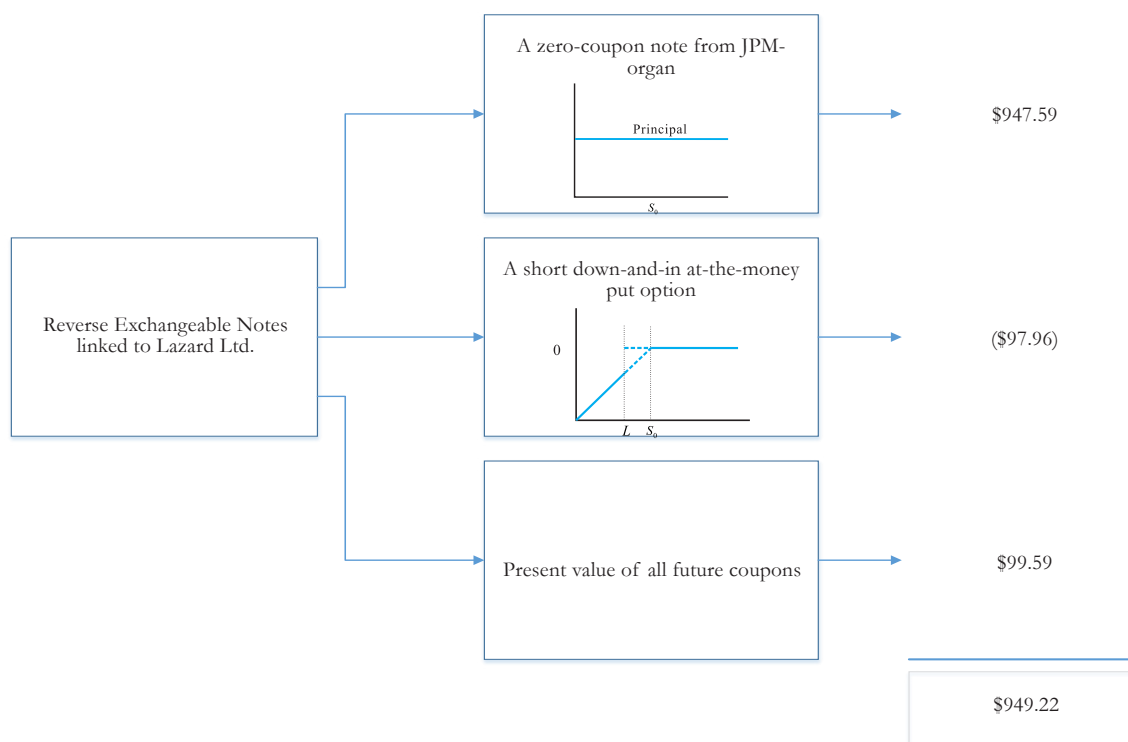 A zero-coupon note from JPM-
organ
Principal
S₀
$947.59
Reverse Exchangeable Notes
linked to Lazard Ltd.
A short down-and-in at-the-money
put option
0
L S₀
($97.96)
Present value of all future coupons
$99.59
$949.22